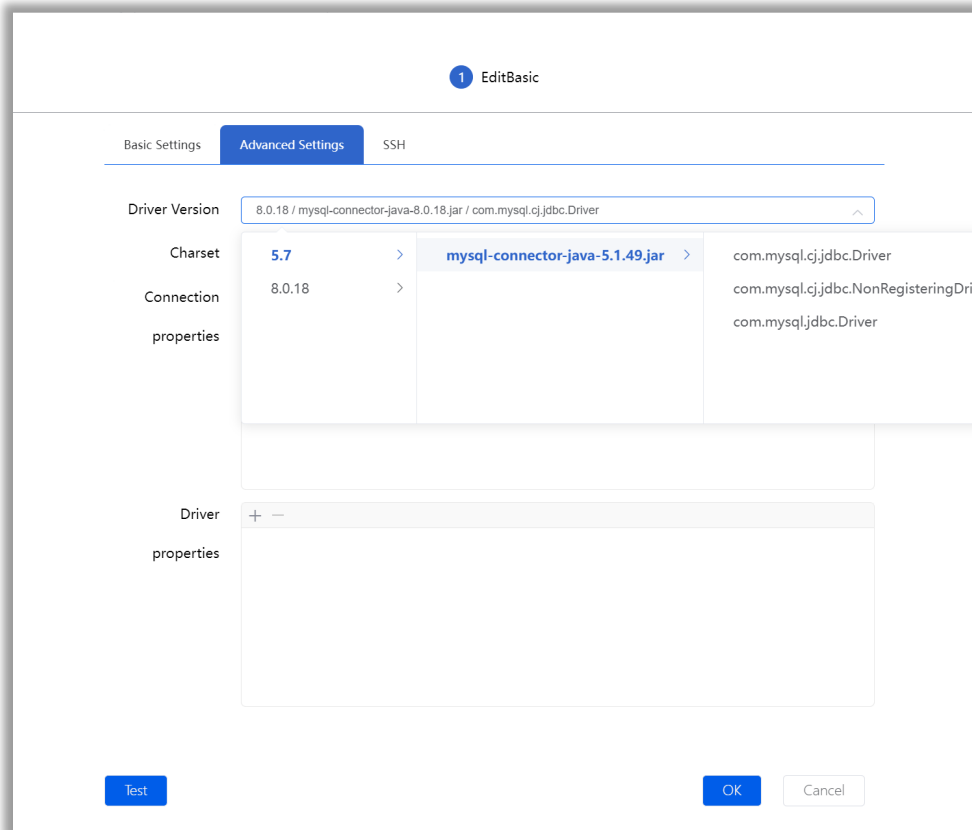 1 EditBasic
Basic Settings Advanced Settings SSH
Driver Version 8.0.18 / mysql-connector-java-8.0.18.jar / com.mysql.cj.jdbc.Driver
Charset 5.7 mysql-connector-java-5.1.49.jar com.mysql.cj.jdbc.Driver
8.0.18 com.mysql.cj.jdbc.NonRegisteringDri
Connection
com.mysql.jdbc.Driver
properties
Driver
properties
Test OK Cancel